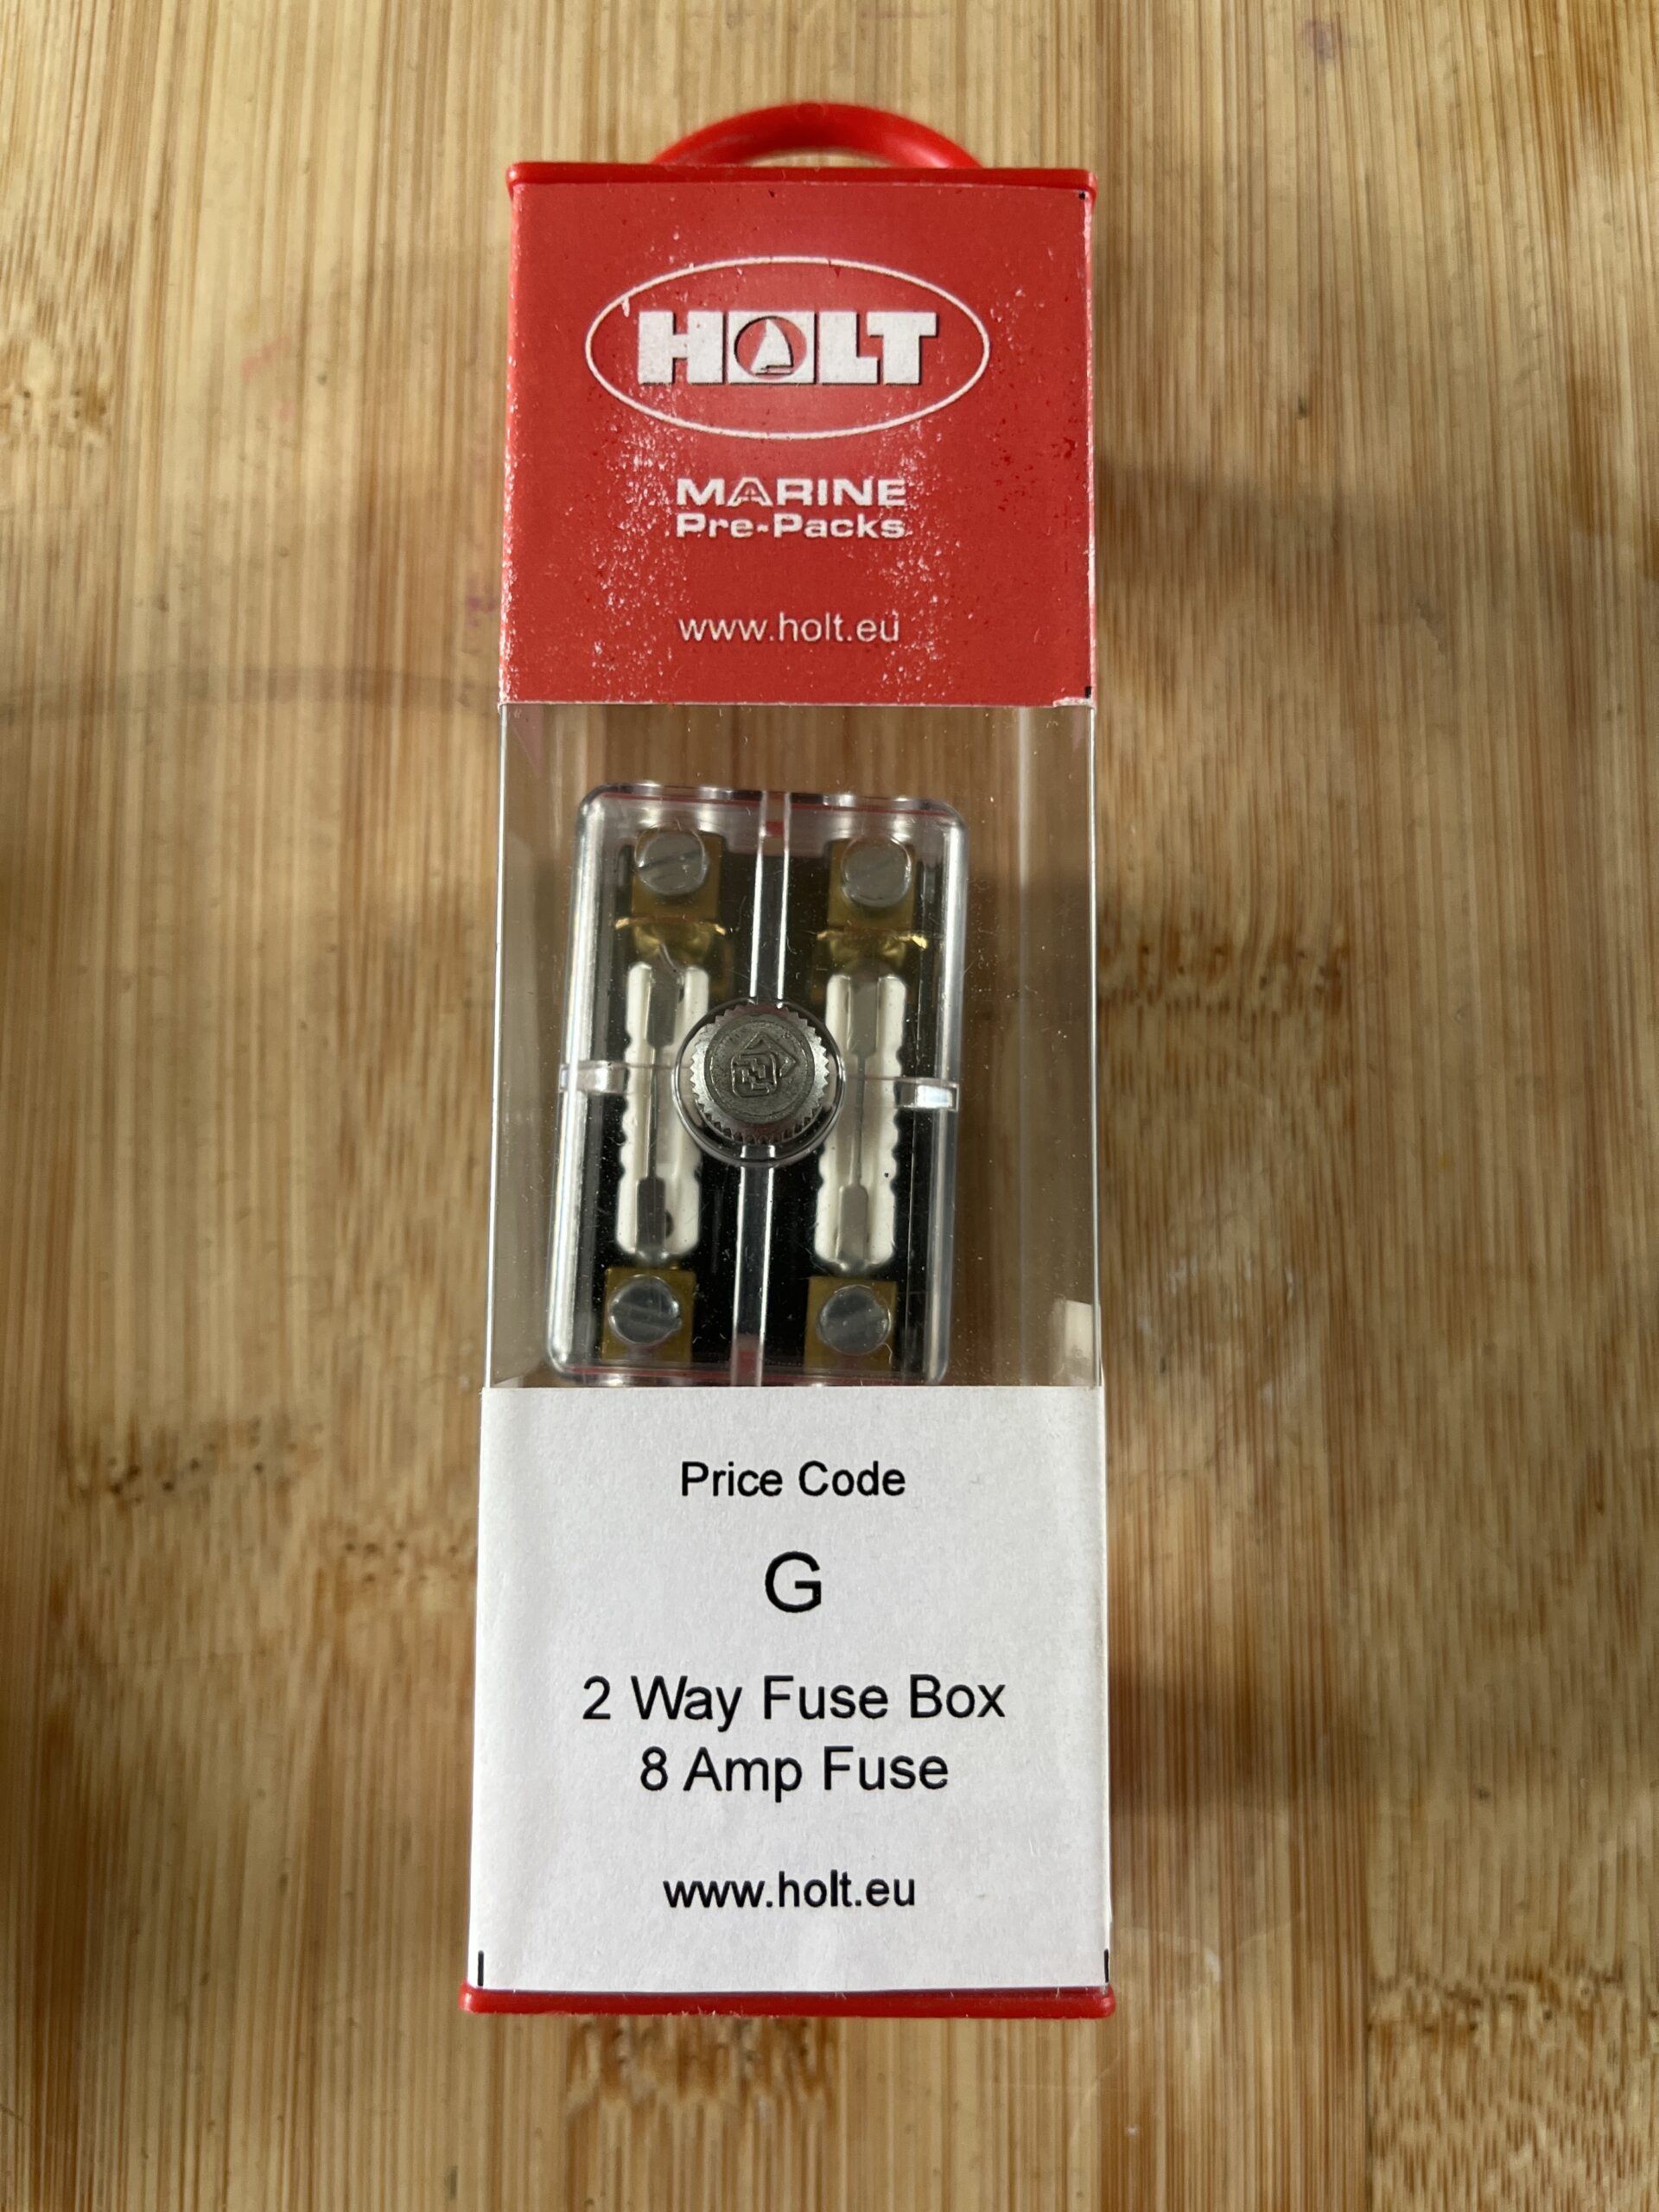 HOLT
MARINE
Pre-Packs
www.holt.eu
Price Code
G
2 Way Fuse Box
8 Amp Fuse
www.holt.eu